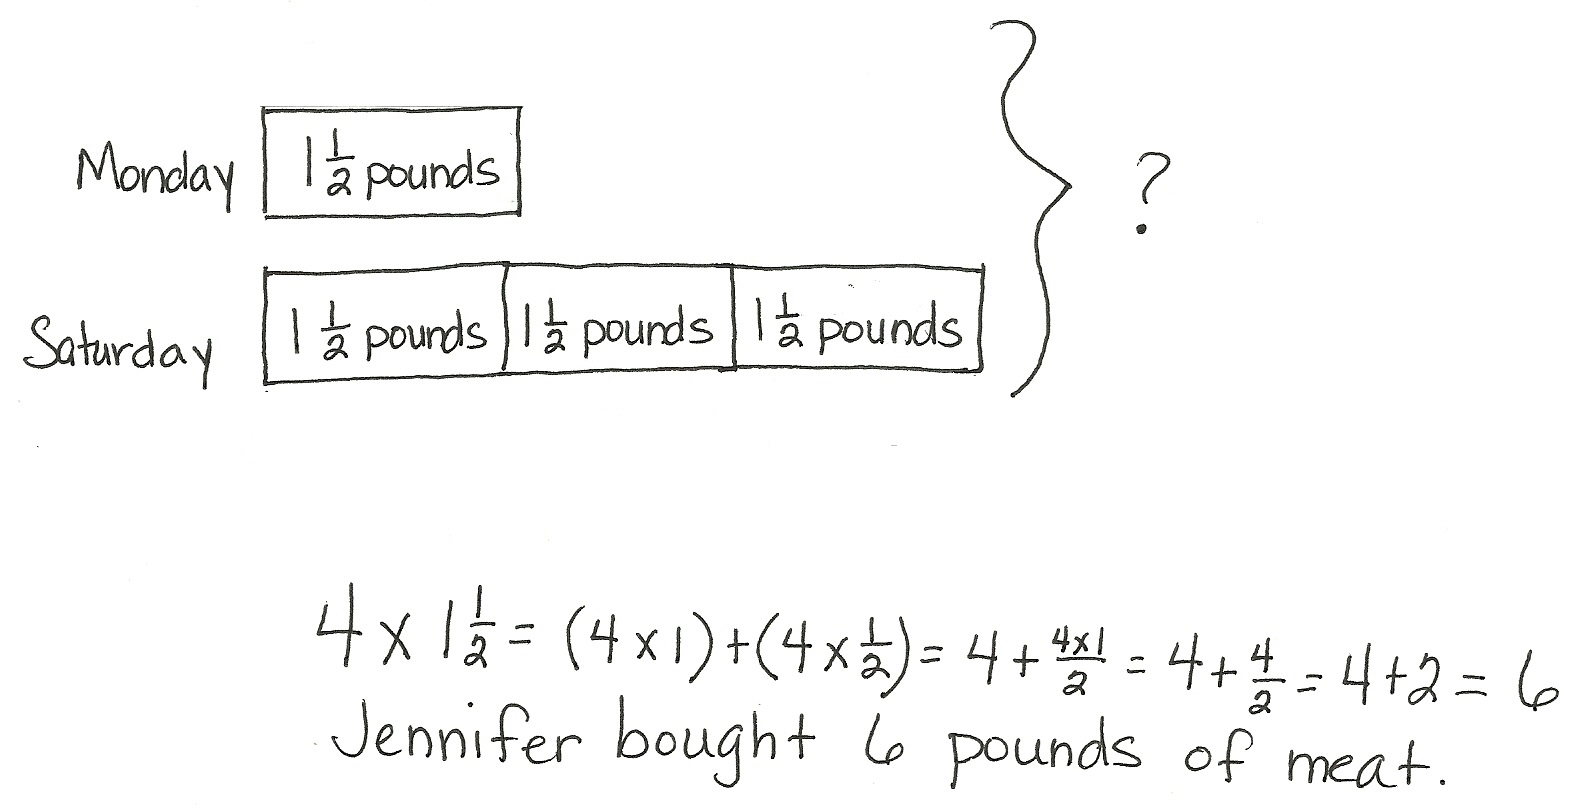 Monday 1 1/2 pounds
?
Saturday 1 1/2 pounds 1 1/2 pounds 1 1/2 pounds
4 x 1 1/2 = (4 x 1) + (4 x 1/2) = 4 + 4x1/2 = 4 + 4/2 = 4+2 = 6
Jennifer bought 6 pounds of meat.